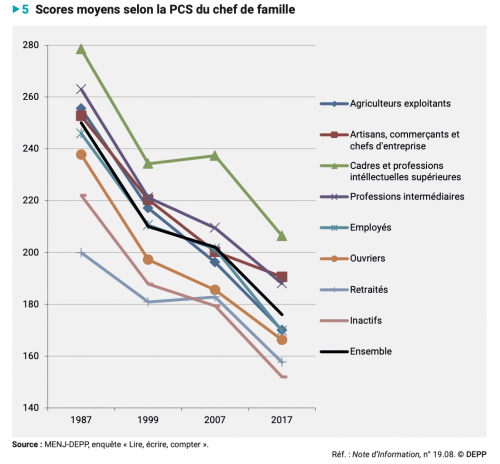 ▶5 Scores moyens selon la PCS du chef de famille
280
260
240
220
200
180
160
140
1987
1999
2007
2017
Agriculteurs exploitants
Artisans, commerçants et
chefs d'entreprise
Cadres et professions
intéllectuelles supérieures
Professions intermédiaires
Employés
Ouvriers
Retraités
Inactifs
Ensemble
Source : MENJ-DEPP, enquête « Lire, écrire, compter ».
Réf. : Note d'Information, n° 19.08. © DEPP